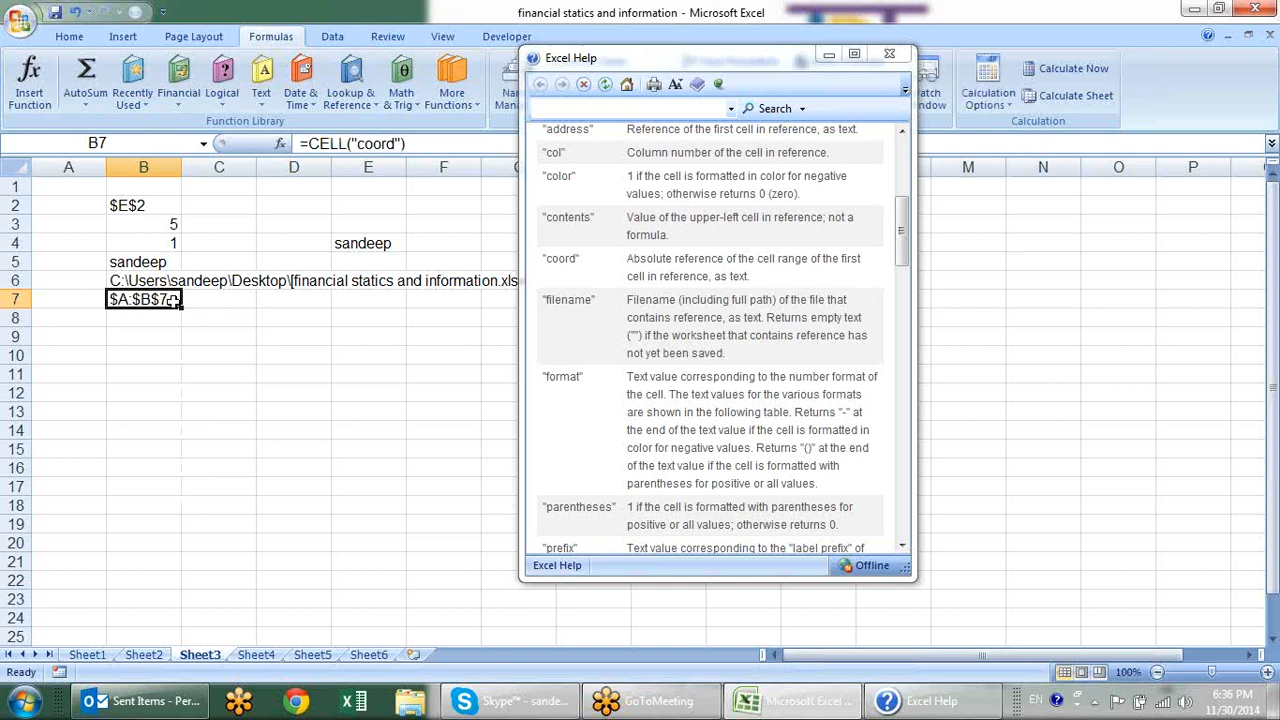 financial statics and information - Microsoft Excel
Home Insert Page Layout Formulas Data Review View Developer
Insert Function
AutoSum
Recently Used
Financial
Logical
Text
Date & Time
Lookup & Reference
Math & Trig
More Functions
Function Library
Calculation Options
Calculate Now
Calculate Sheet
Calculation
B7 fx =CELL("coord")
A B C D E F M N O P
1
2 $E$2
3 5
4 1 sandeep
5 sandeep
6 C:\Users\sandeep\Desktop\[financial statics and information.xls
7 $A:$B$7
8
9
10
11
12
13
14
15
16
17
18
19
20
21
22
23
24
25
Excel Help
Search
"address" Reference of the first cell in reference, as text.
"col" Column number of the cell in reference.
"color" 1 if the cell is formatted in color for negative
values; otherwise returns 0 (zero).
"contents" Value of the upper-left cell in reference; not a
formula.
"coord" Absolute reference of the cell range of the first
cell in reference, as text.
"filename" Filename (including full path) of the file that
contains reference, as text. Returns empty text
("") if the worksheet that contains reference has
not yet been saved.
"format" Text value corresponding to the number format of
the cell. The text values for the various formats
are shown in the following table. Returns "-" at
the end of the text value if the cell is formatted in
color for negative values. Returns "()" at the end
of the text value if the cell is formatted with
parentheses for positive or all values.
"parentheses" 1 if the cell is formatted with parentheses for
positive or all values; otherwise returns 0.
"prefix" Text value corresponding to the "label prefix" of
Excel Help Offline
Sheet1 Sheet2 Sheet3 Sheet4 Sheet5 Sheet6
Ready 100%
Sent Items - Per... Skype™ - sande... GoToMeeting Microsoft Excel ... Excel Help EN 6:36 PM
11/30/2014